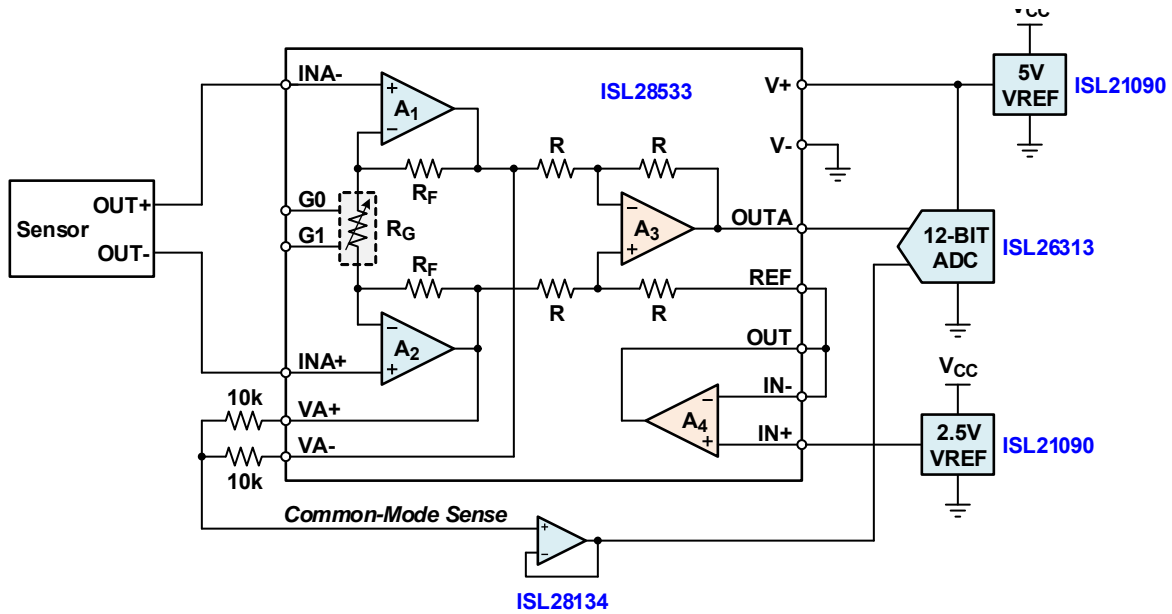 VCC
5V
VREF
ISL21090
INA-
A1
ISL28533
V+
V-
R
R
RF
G0
G1
RG
OUT+
Sensor
OUT-
A3
OUTA
12-BIT
ADC
ISL26313
RF
R
R
REF
OUT
A2
INA+
IN-
VCC
10k
VA+
A4
IN+
2.5V
VREF
ISL21090
VA-
10k
Common-Mode Sense
ISL28134
+
-
+
-
-
+
-
+
-
+
+
-